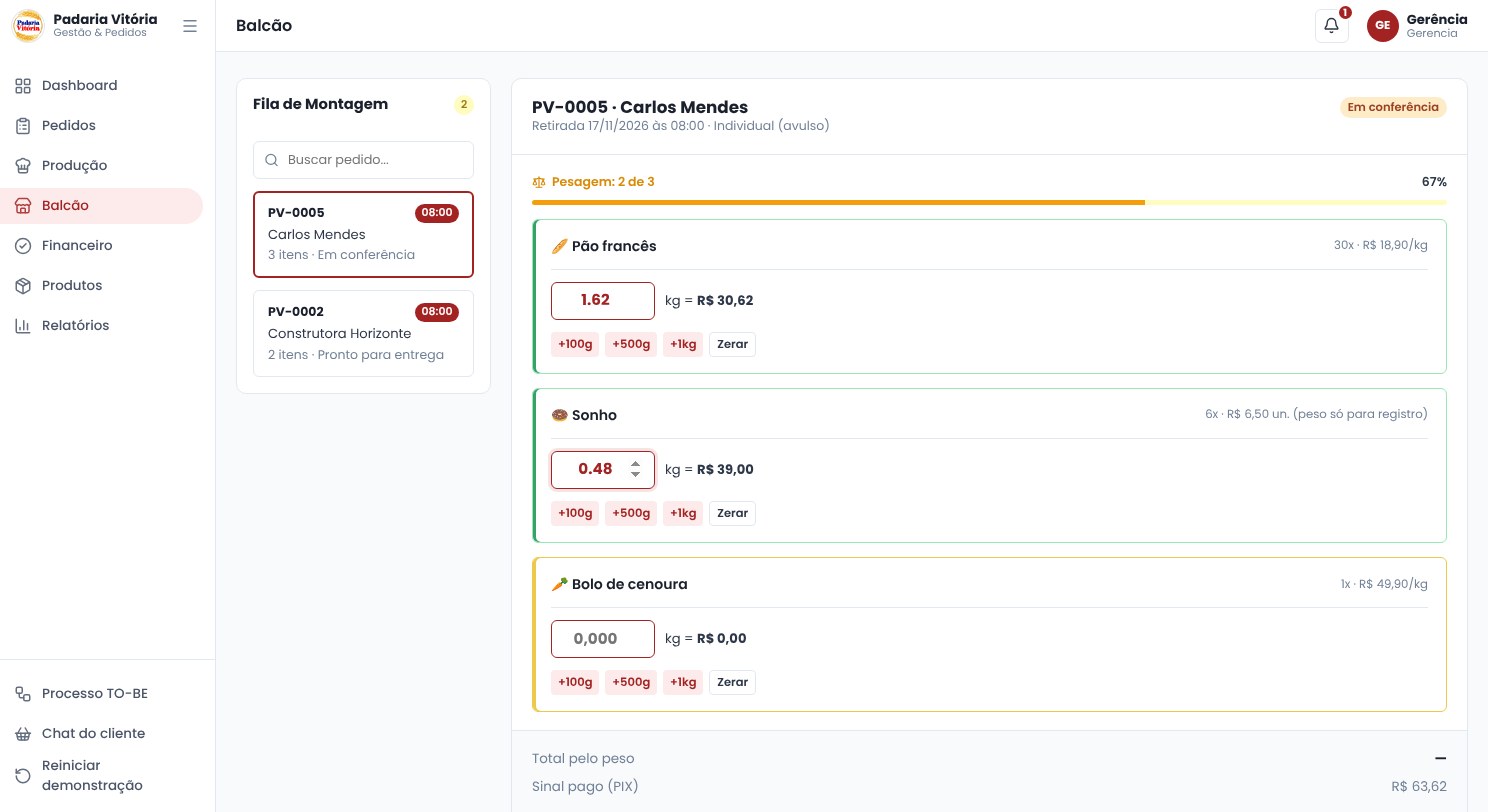 Padaria Vitória
Padaria Vitória
Gestão & Pedidos
Dashboard
Pedidos
Produção
Balcão
Financeiro
Produtos
Relatórios
Processo TO-BE
Chat do cliente
Reiniciar
demonstração
Balcão
1
GE
Gerência
Gerencia
Fila de Montagem
2
Buscar pedido...
PV-0005
08:00
Carlos Mendes
3 itens · Em conferência
PV-0002
08:00
Construtora Horizonte
2 itens · Pronto para entrega
PV-0005 · Carlos Mendes
Em conferência
Retirada 17/11/2026 às 08:00 · Individual (avulso)
Pesagem: 2 de 3
67%
Pão francês
30x · R$ 18,90/kg
1.62
kg = R$ 30,62
+100g
+500g
+1kg
Zerar
Sonho
6x · R$ 6,50 un. (peso só para registro)
0.48
kg = R$ 39,00
+100g
+500g
+1kg
Zerar
Bolo de cenoura
1x · R$ 49,90/kg
0,000
kg = R$ 0,00
+100g
+500g
+1kg
Zerar
Total pelo peso
—
Sinal pago (PIX)
R$ 63,62